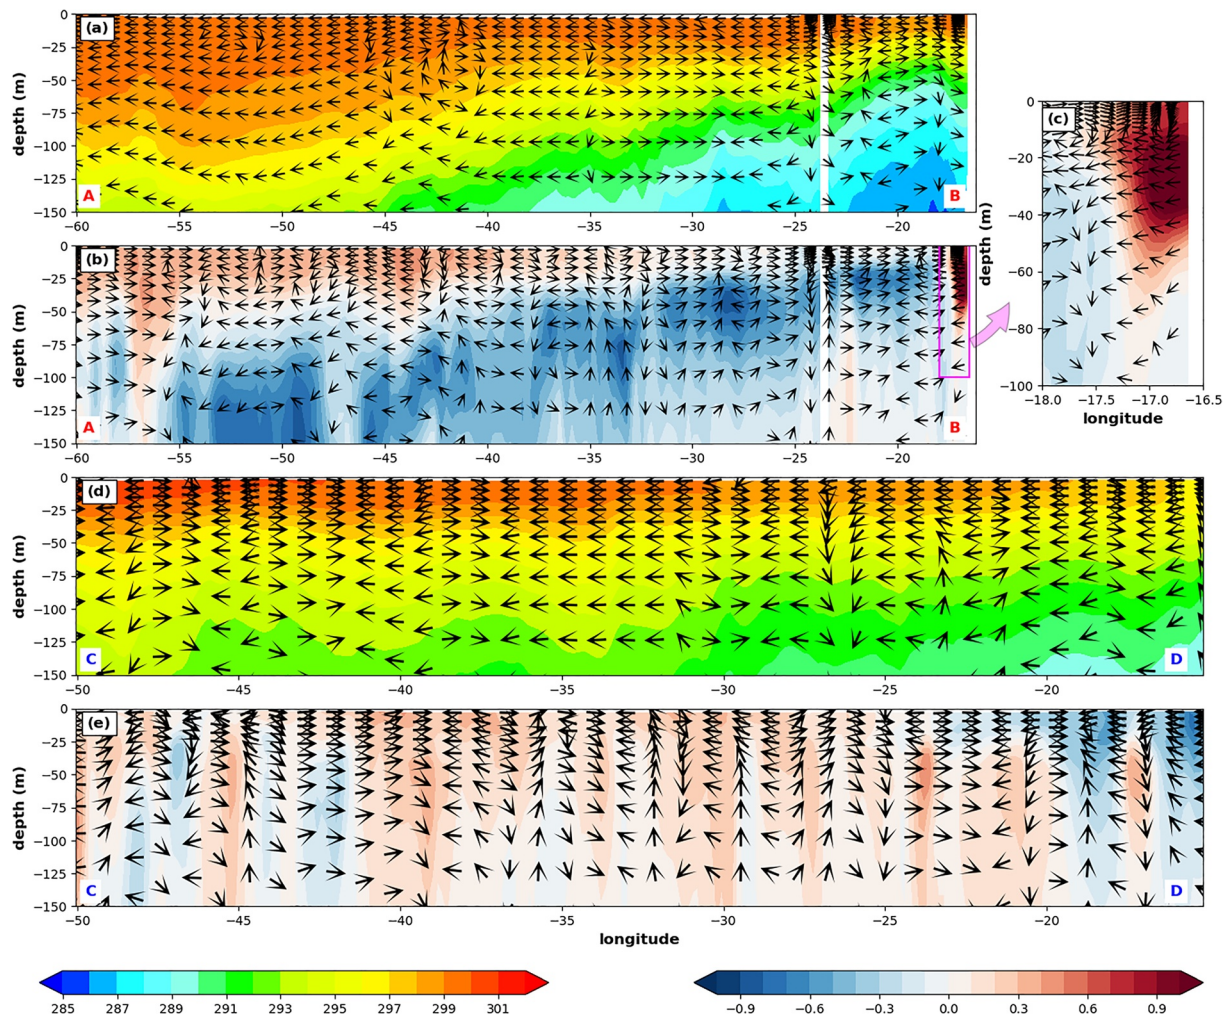 (a)
depth (m)
0
−25
−50
−75
−100
−125
−150
A
B
−60 −55 −50 −45 −40 −35 −30 −25 −20
(b)
depth (m)
0
−25
−50
−75
−100
−125
−150
A
B
−60 −55 −50 −45 −40 −35 −30 −25 −20
(c)
depth (m)
0
−20
−40
−60
−80
−100
−18.0 −17.5 −17.0 −16.5
longitude
(d)
depth (m)
0
−25
−50
−75
−100
−125
−150
C
D
−50 −45 −40 −35 −30 −25 −20
(e)
depth (m)
0
−25
−50
−75
−100
−125
−150
C
D
−50 −45 −40 −35 −30 −25 −20
longitude
285 287 289 291 293 295 297 299 301
−0.9 −0.6 −0.3 0.0 0.3 0.6 0.9